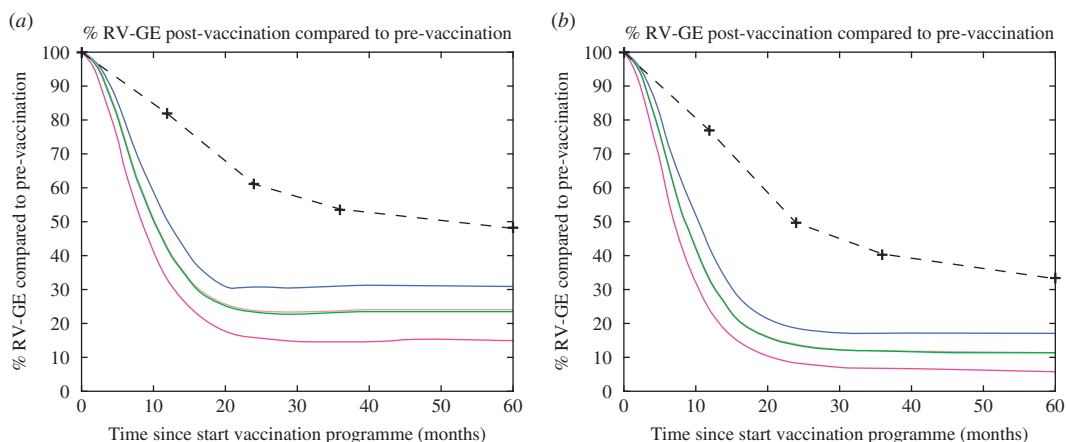 (a)
% RV-GE post-vaccination compared to pre-vaccination
% RV-GE compared to pre-vaccination
100
90
80
70
60
50
40
30
20
10
0
0 10 20 30 40 50 60
Time since start vaccination programme (months)
(b)
% RV-GE post-vaccination compared to pre-vaccination
% RV-GE compared to pre-vaccination
100
90
80
70
60
50
40
30
20
10
0
0 10 20 30 40 50 60
Time since start vaccination programme (months)